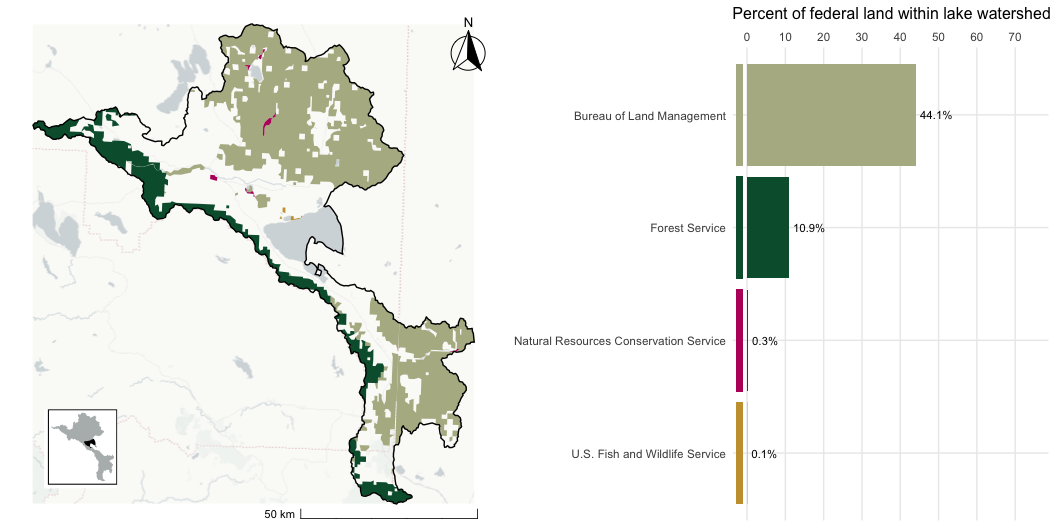 N
50 km
Percent of federal land within lake watershed
0 10 20 30 40 50 60 70
Bureau of Land Management 44.1%
Forest Service 10.9%
Natural Resources Conservation Service 0.3%
U.S. Fish and Wildlife Service 0.1%